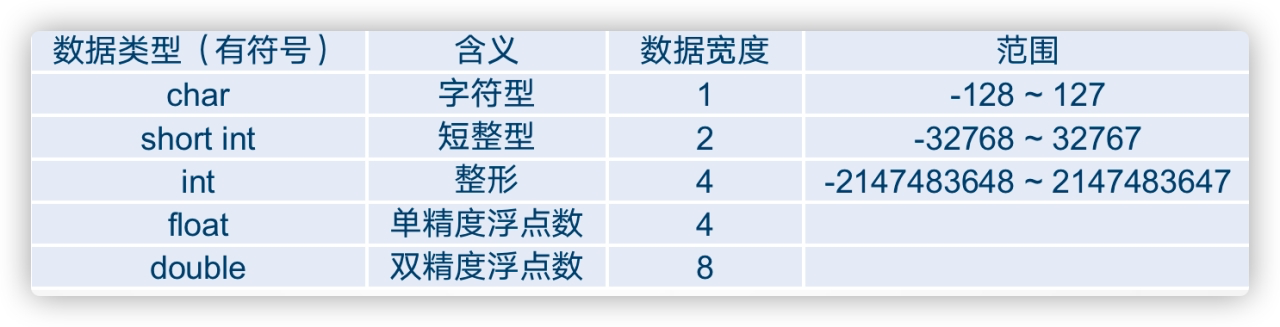 数据类型（有符号） 含义 数据宽度 范围
char 字符型 1 -128 ~ 127
short int 短整型 2 -32768 ~ 32767
int 整形 4 -2147483648 ~ 2147483647
float 单精度浮点数 4
double 双精度浮点数 8